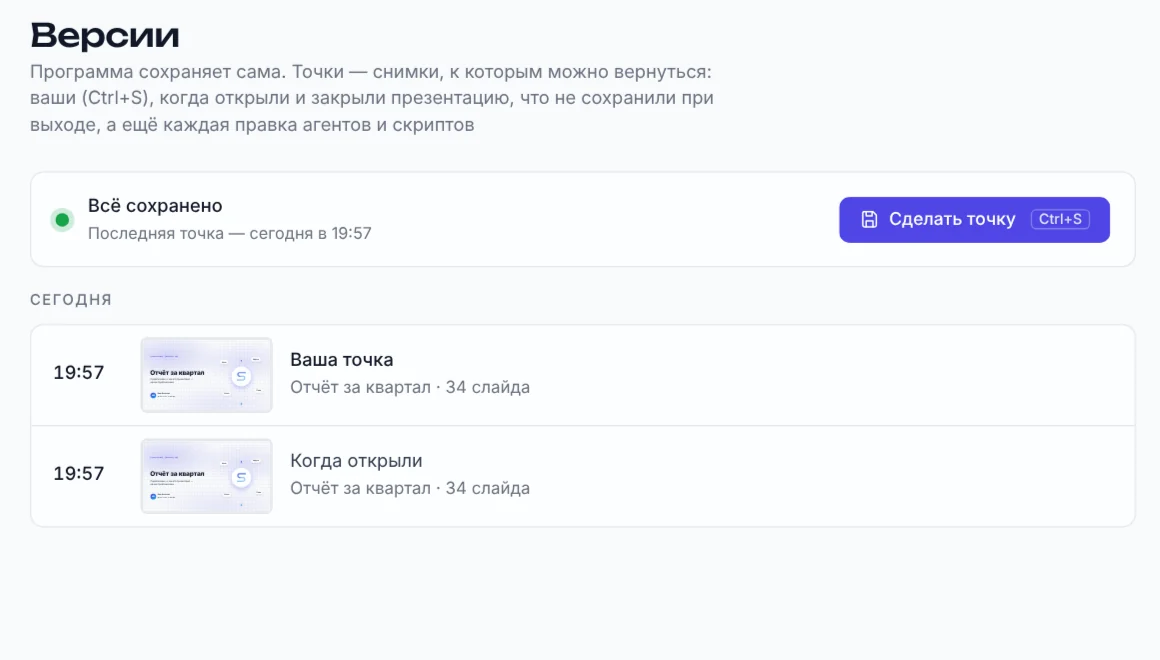 Версии
Программа сохраняет сама. Точки — снимки, к которым можно вернуться:
ваши (Ctrl+S), когда открыли и закрыли презентацию, что не сохранили при
выходе, а ещё каждая правка агентов и скриптов
Всё сохранено
Последняя точка — сегодня в 19:57
Сделать точку Ctrl+S
СЕГОДНЯ
19:57
Отчёт за квартал
S
Ваша точка
Отчёт за квартал · 34 слайда
19:57
Отчёт за квартал
S
Когда открыли
Отчёт за квартал · 34 слайда